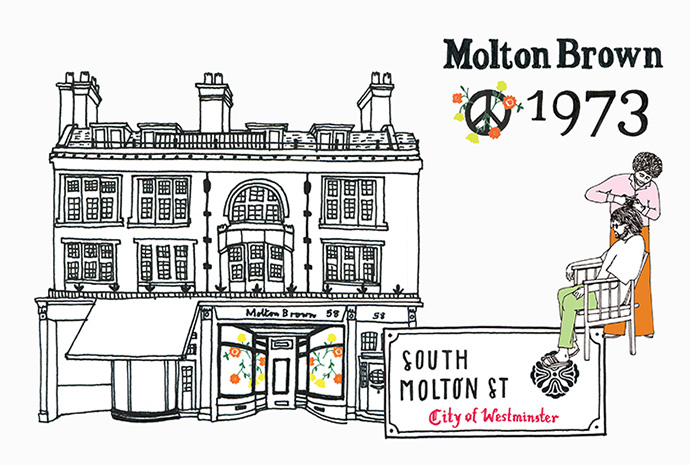 Molton Brown
1973
Molton Brown 58
58
SOUTH
MOLTON ST
City of Westminster